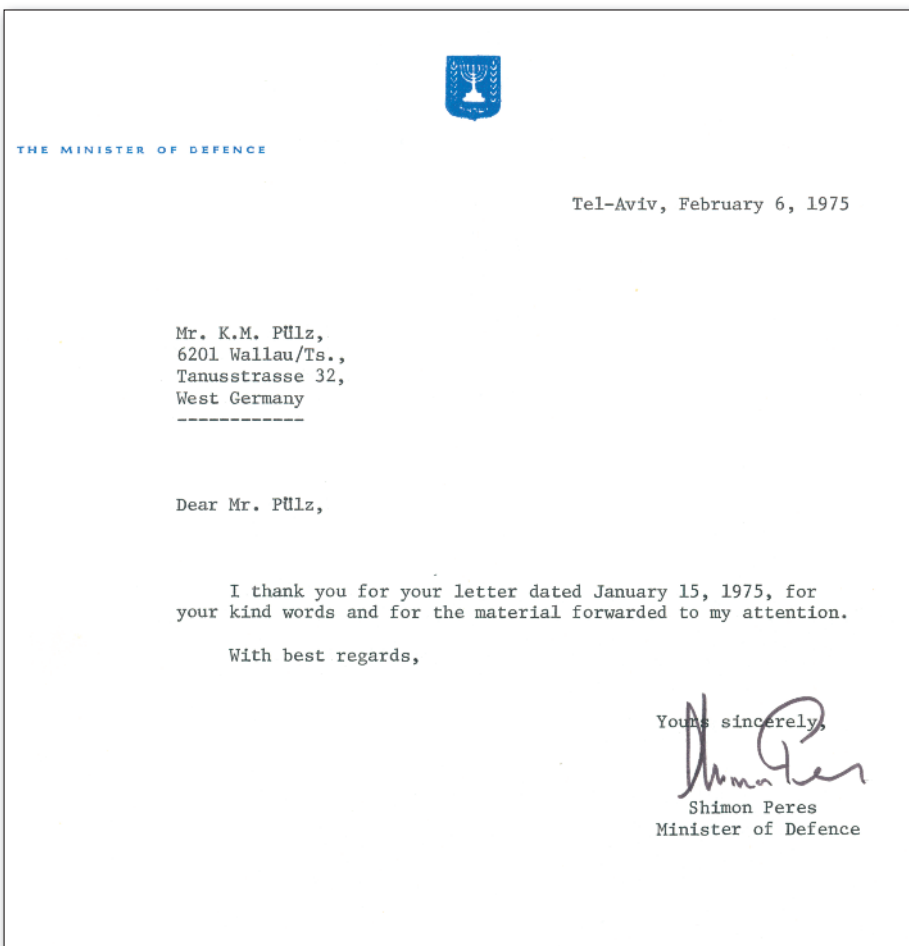 THE MINISTER OF DEFENCE
Tel-Aviv, February 6, 1975
Mr. K.M. Pülz,
6201 Wallau/Ts.,
Tanusstrasse 32,
West Germany
------------
Dear Mr. Pülz,
I thank you for your letter dated January 15, 1975, for
your kind words and for the material forwarded to my attention.
With best regards,
Yours sincerely,
Shimon Peres
Shimon Peres
Minister of Defence